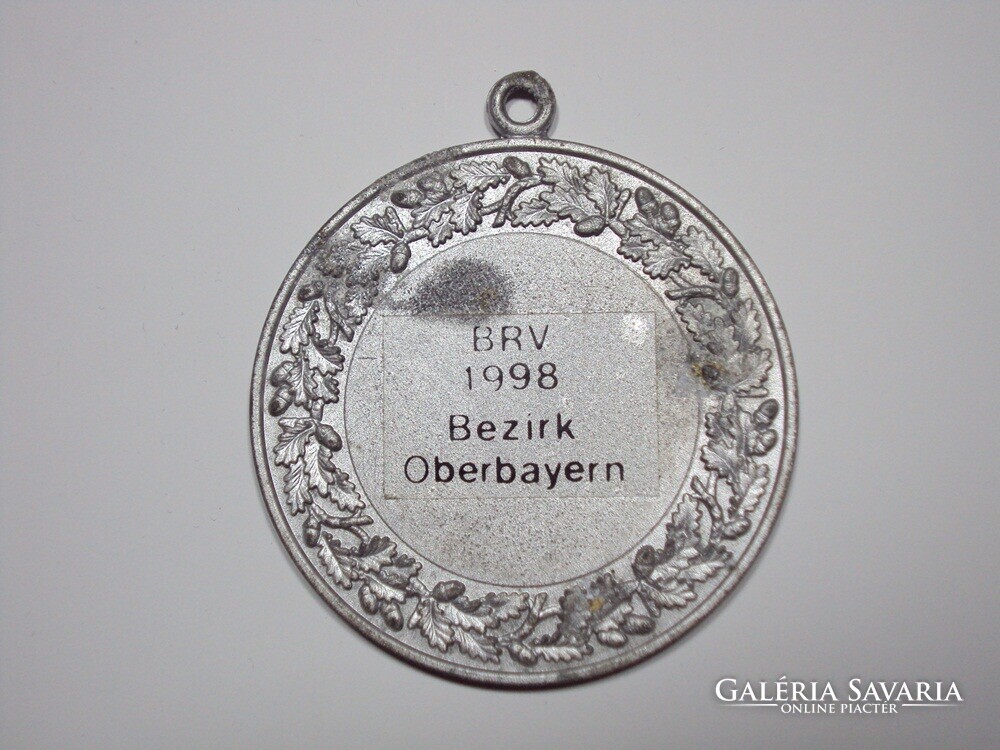 BRV
1998
Bezirk
Oberbayern
GALÉRIA SAVARIA
ONLINE PIACTÉR